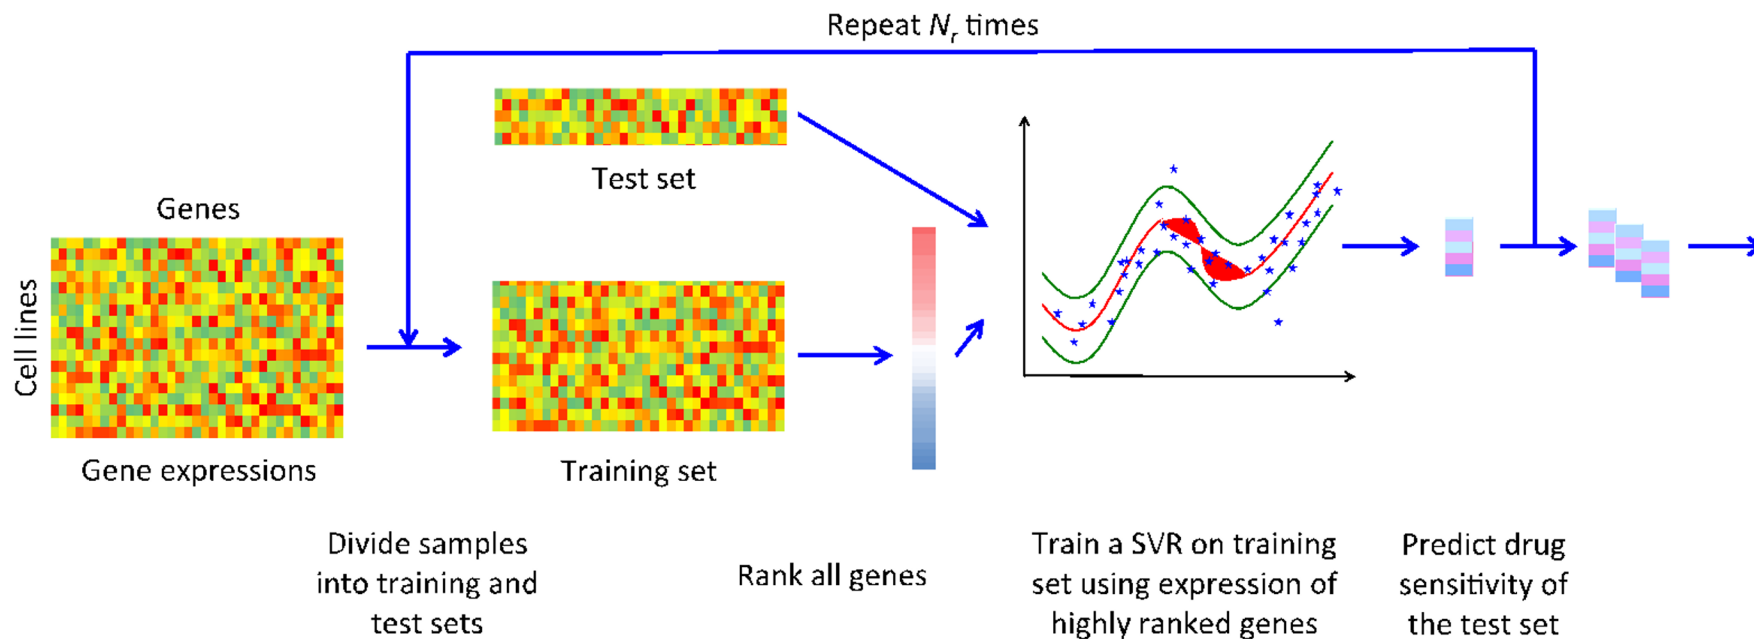 Repeat Nr times
Test set
Genes
Cell lines
Gene expressions
Training set
Divide samples
into training and
test sets
Rank all genes
Train a SVR on training
set using expression of
highly ranked genes
Predict drug
sensitivity of
the test set